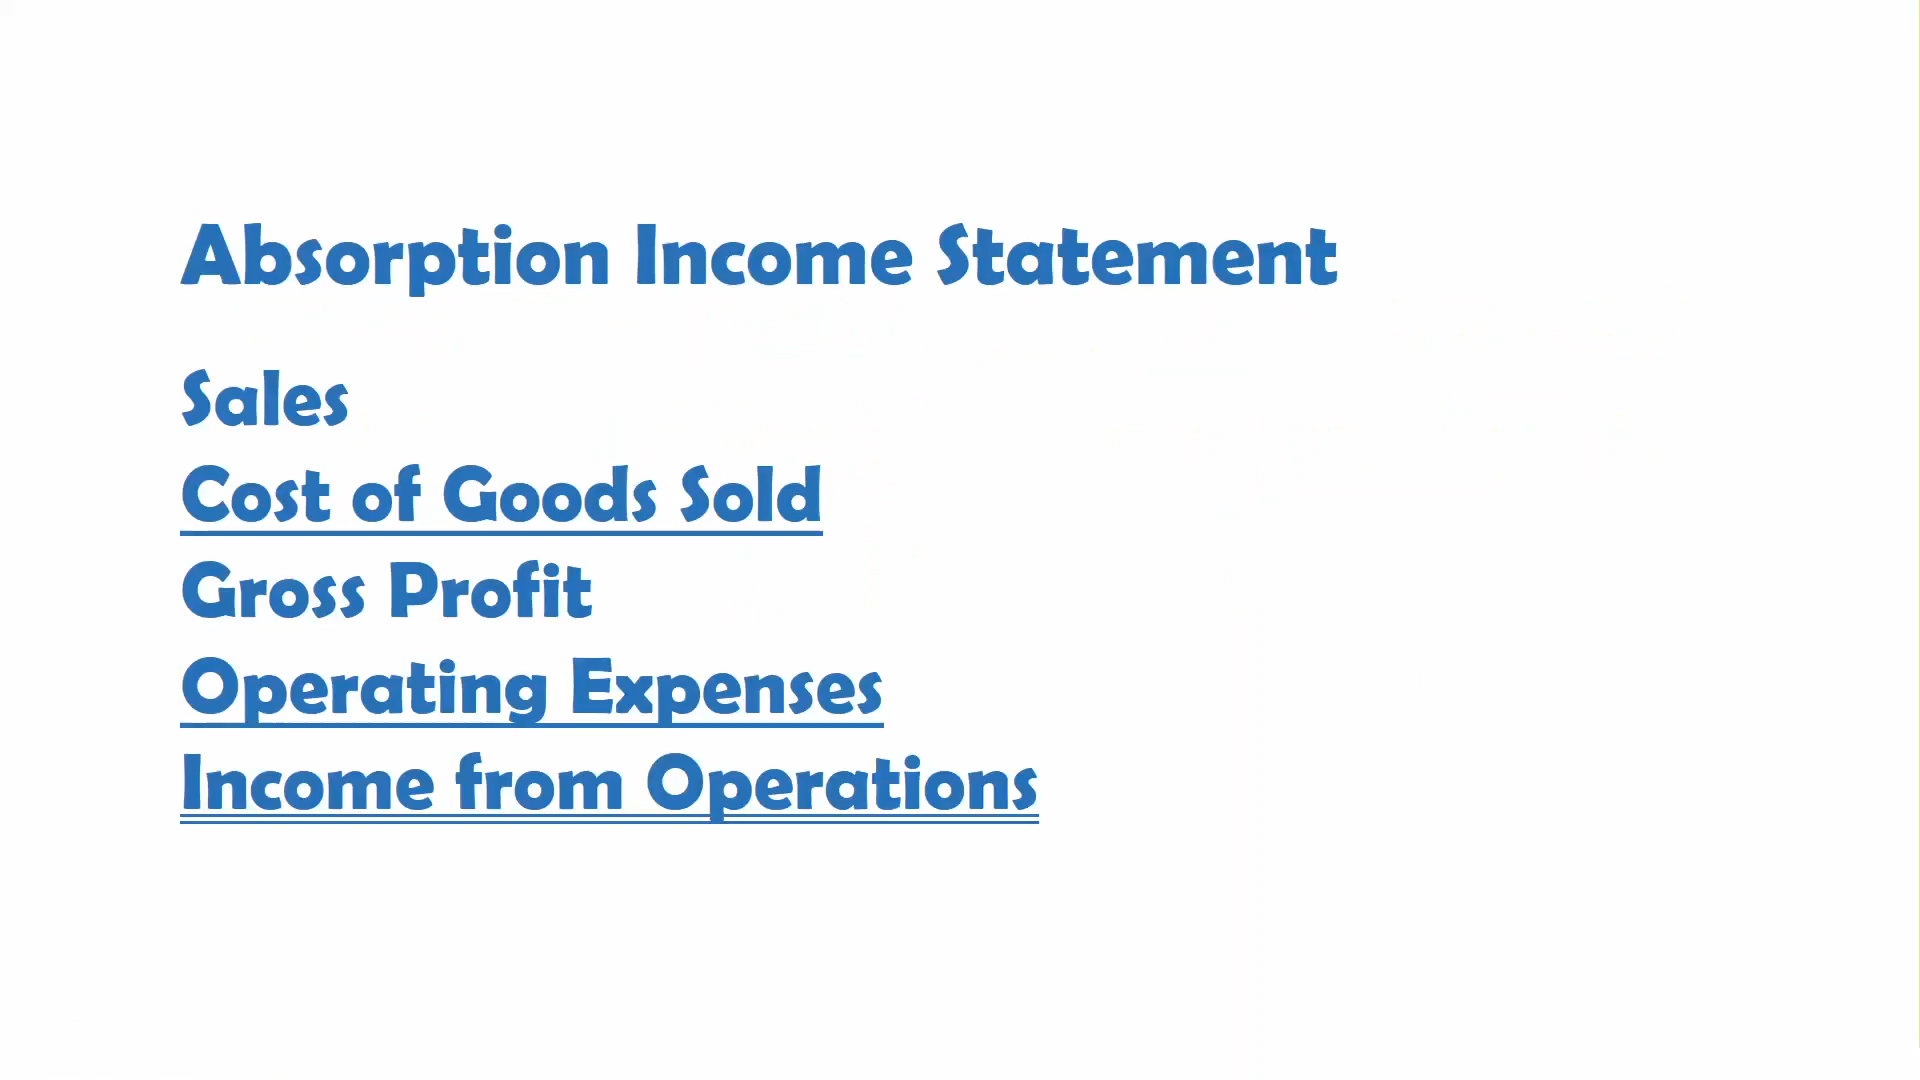 Absorption Income Statement
Sales
Cost of Goods Sold
Gross Profit
Operating Expenses
Income from Operations